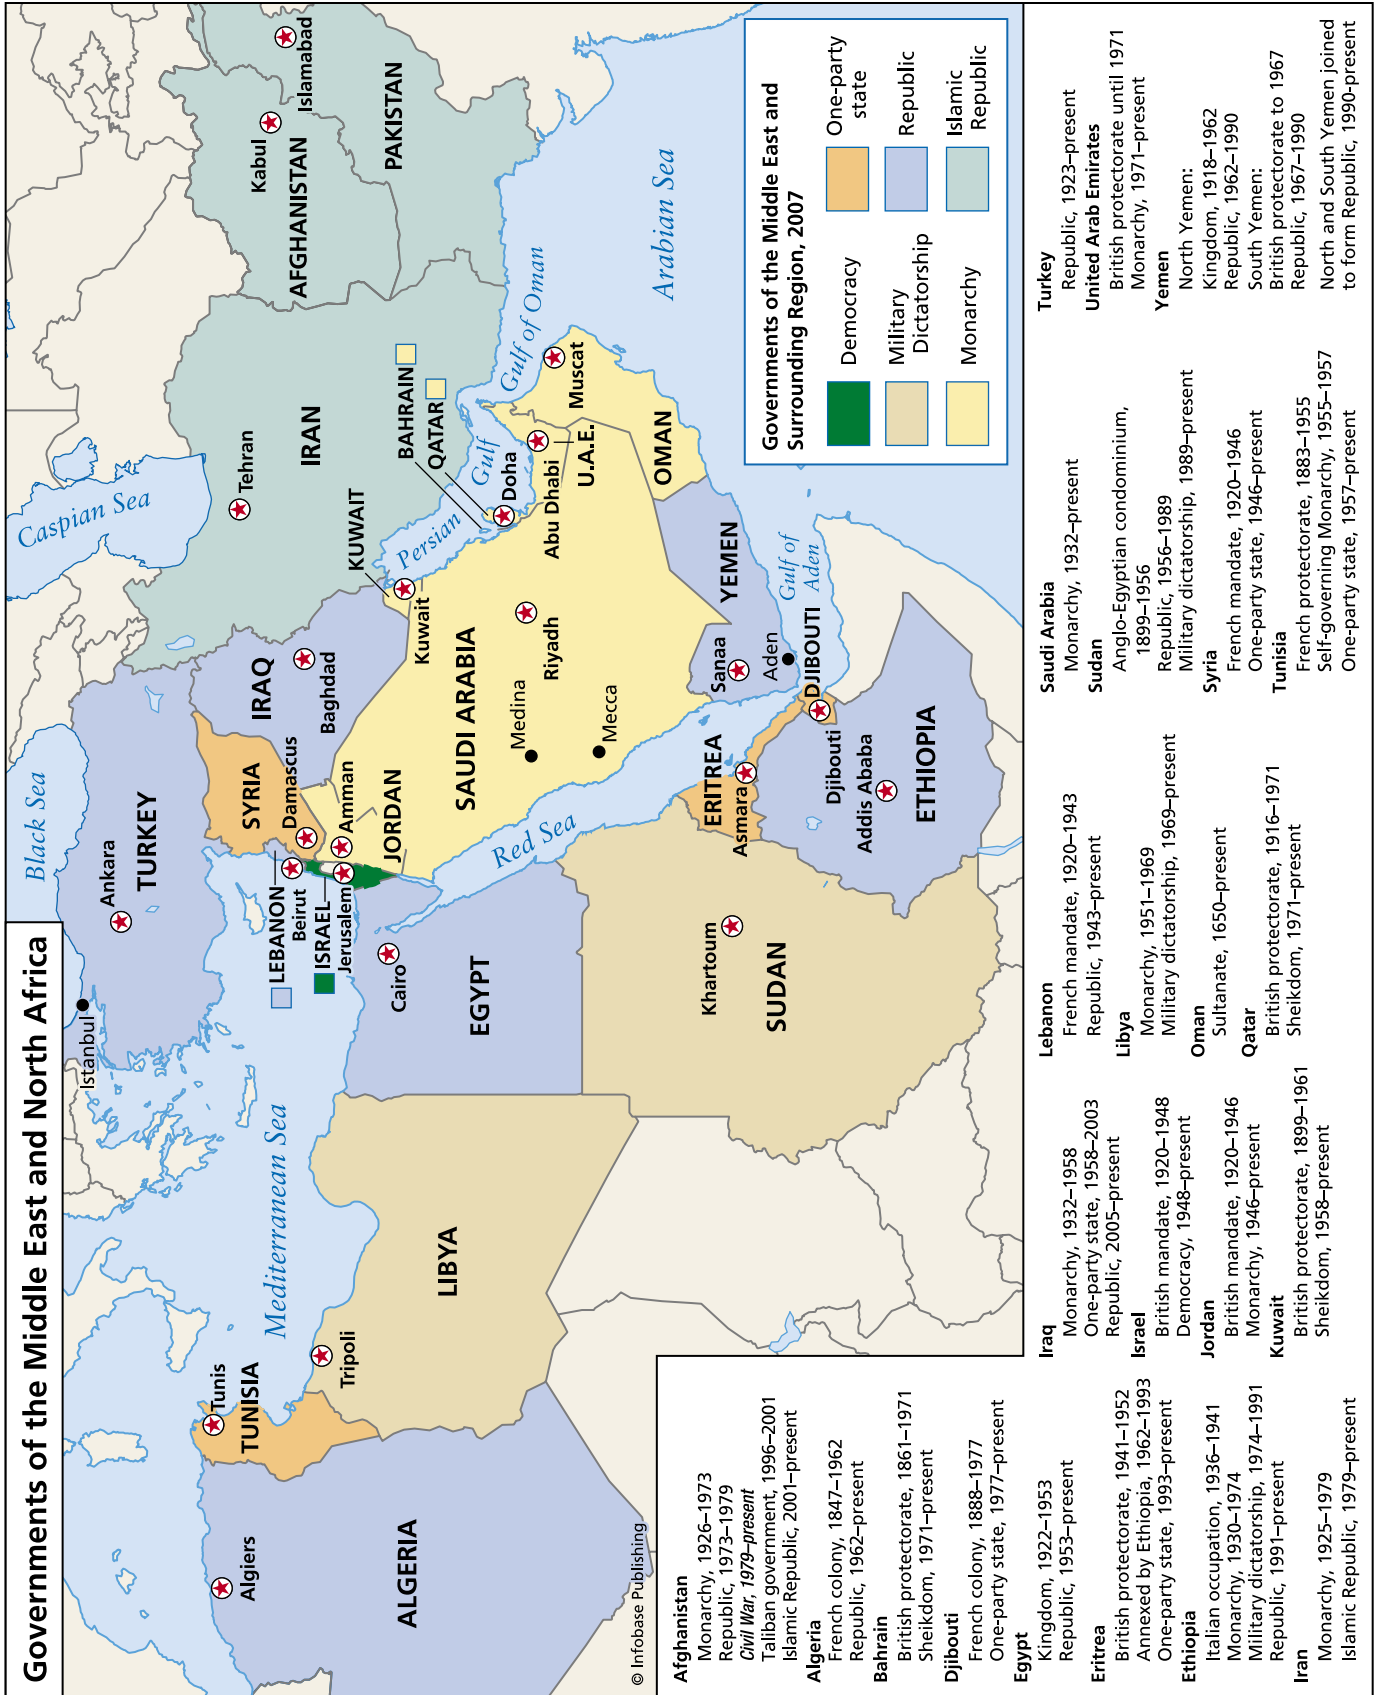 Governments of the Middle East and North Africa
Black Sea
Caspian Sea
Mediterranean Sea
Red Sea
Persian
Gulf
Gulf of Oman
Arabian Sea
Gulf of
Aden
Istanbul
Ankara
TURKEY
Tunis
TUNISIA
Algiers
ALGERIA
Tripoli
LIBYA
LEBANON
Beirut
ISRAEL
Jerusalem
Cairo
EGYPT
SYRIA
Damascus
Amman
JORDAN
IRAQ
Baghdad
KUWAIT
Kuwait
Tehran
IRAN
BAHRAIN
QATAR
Doha
Abu Dhabi
U.A.E.
Muscat
OMAN
SAUDI ARABIA
Riyadh
Medina
Mecca
YEMEN
Sanaa
Aden
DJIBOUTI
Djibouti
ERITREA
Asmara
Addis Ababa
ETHIOPIA
Khartoum
SUDAN
Kabul
AFGHANISTAN
Islamabad
PAKISTAN
Governments of the Middle East and
Surrounding Region, 2007
Democracy
Military
Dictatorship
Monarchy
One-party
state
Republic
Islamic
Republic
© Infobase Publishing
Afghanistan
Monarchy, 1926–1973
Republic, 1973–1979
Civil War, 1979–present
Taliban government, 1996–2001
Islamic Republic, 2001–present
Algeria
French colony, 1847–1962
Republic, 1962–present
Bahrain
British protectorate, 1861–1971
Sheikdom, 1971–present
Djibouti
French colony, 1888–1977
One-party state, 1977–present
Egypt
Kingdom, 1922–1953
Republic, 1953–present
Eritrea
British protectorate, 1941–1952
Annexed by Ethiopia, 1962–1993
One-party state, 1993–present
Ethiopia
Italian occupation, 1936–1941
Monarchy, 1930–1974
Military dictatorship, 1974–1991
Republic, 1991–present
Iran
Monarchy, 1925–1979
Islamic Republic, 1979–present
Iraq
Monarchy, 1932–1958
One-party state, 1958–2003
Republic, 2005–present
Israel
British mandate, 1920–1948
Democracy, 1948–present
Jordan
British mandate, 1920–1946
Monarchy, 1946–present
Kuwait
British protectorate, 1899–1961
Sheikdom, 1958–present
Lebanon
French mandate, 1920–1943
Republic, 1943–present
Libya
Monarchy, 1951–1969
Military dictatorship, 1969–present
Oman
Sultanate, 1650–present
Qatar
British protectorate, 1916–1971
Sheikdom, 1971–present
Saudi Arabia
Monarchy, 1932–present
Sudan
Anglo-Egyptian condominium,
1899–1956
Republic, 1956–1989
Military dictatorship, 1989–present
Syria
French mandate, 1920–1946
One-party state, 1946–present
Tunisia
French protectorate, 1883–1955
Self-governing Monarchy, 1955–1957
One-party state, 1957–present
Turkey
Republic, 1923–present
United Arab Emirates
British protectorate until 1971
Monarchy, 1971–present
Yemen
North Yemen:
Kingdom, 1918–1962
Republic, 1962–1990
South Yemen:
British protectorate to 1967
Republic, 1967–1990
North and South Yemen joined
to form Republic, 1990-present